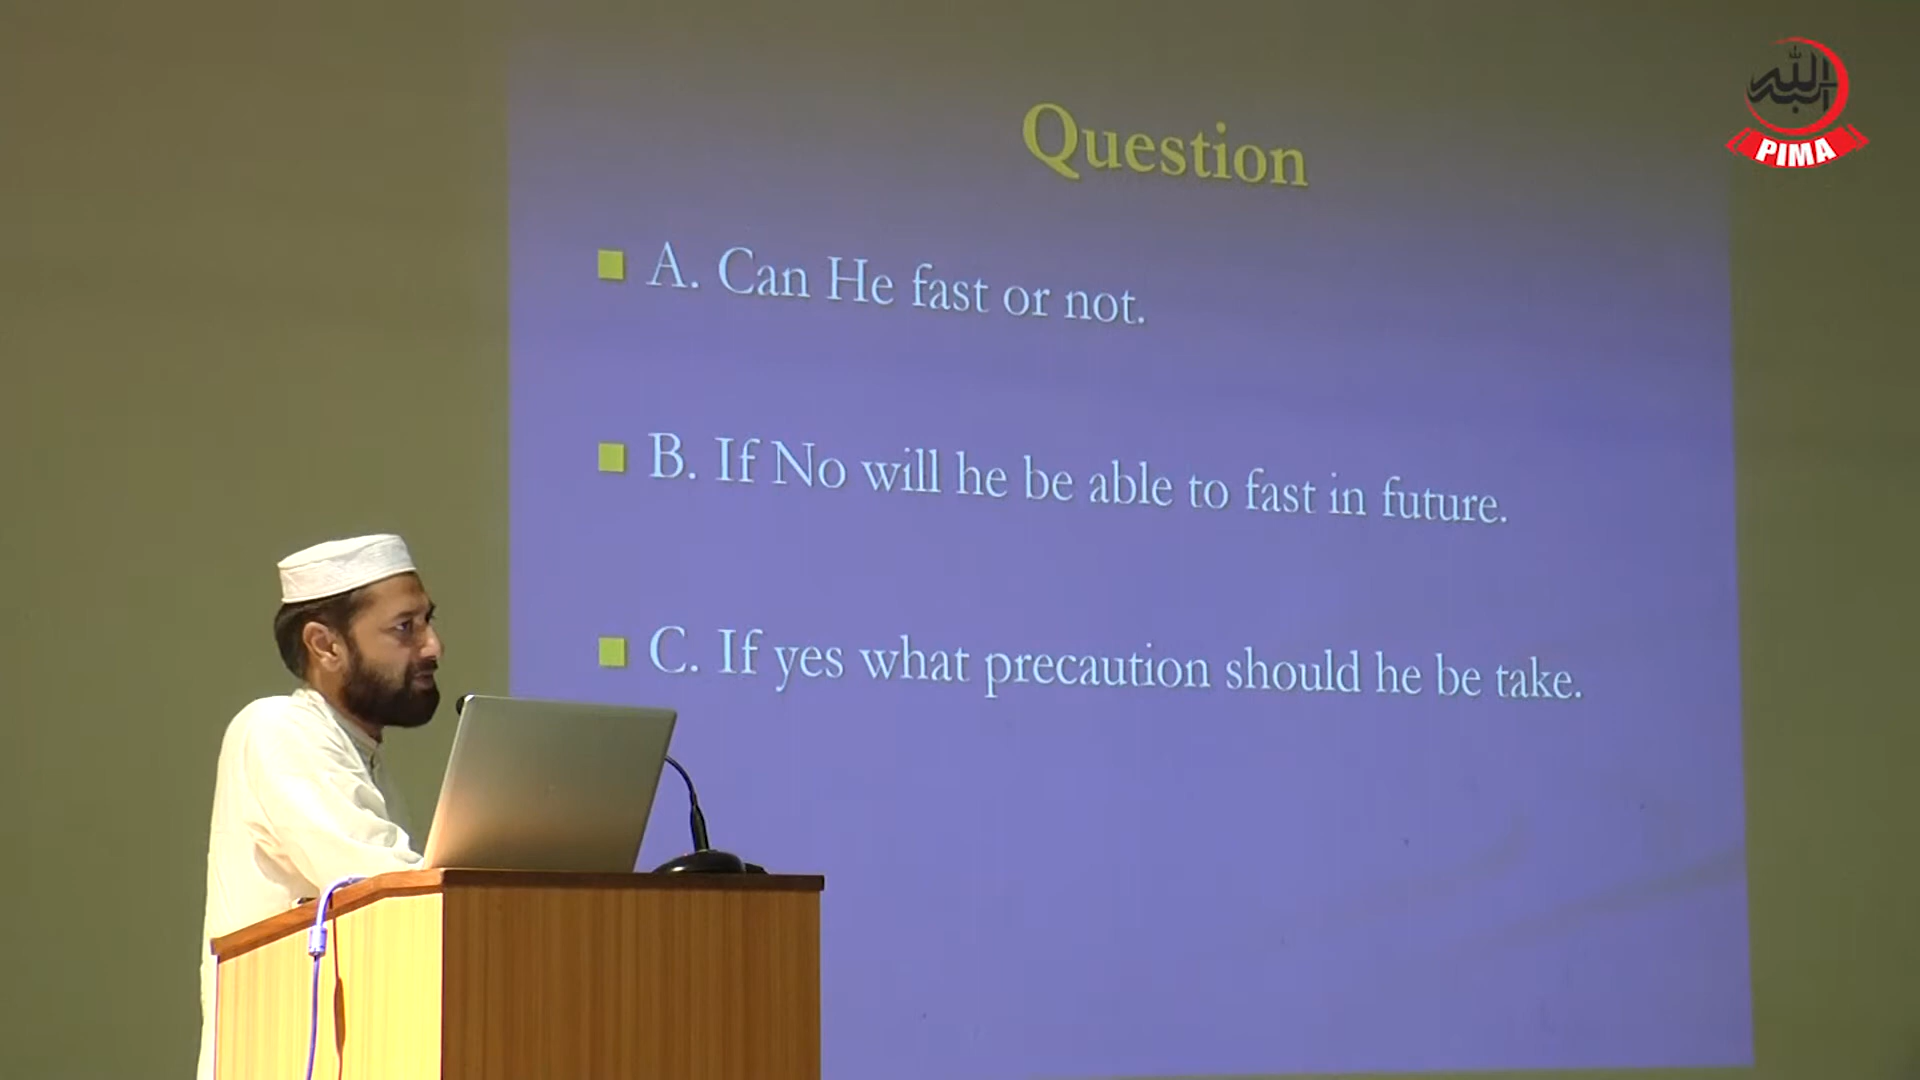 الله
PIMA
Question
A. Can He fast or not.
B. If No will he be able to fast in future.
C. If yes what precaution should he be take.